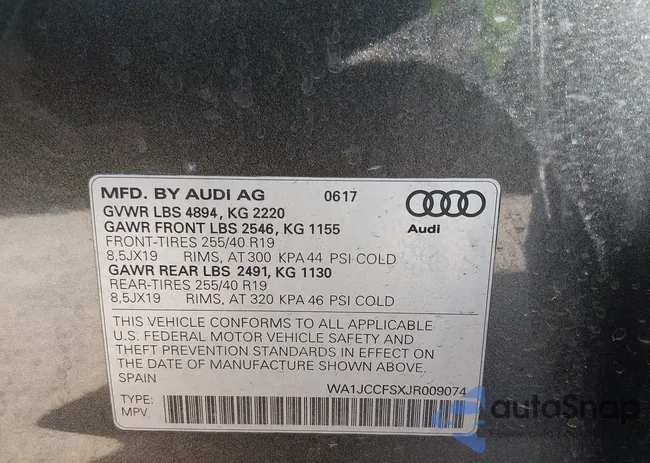 MFD. BY AUDI AG 0617
GVWR LBS 4894, KG 2220
GAWR FRONT LBS 2546, KG 1155
FRONT-TIRES 255/40 R19
8,5JX19 RIMS, AT 300 KPA 44 PSI COLD
GAWR REAR LBS 2491, KG 1130
REAR-TIRES 255/40 R19
8,5JX19 RIMS, AT 320 KPA 46 PSI COLD
Audi
THIS VEHICLE CONFORMS TO ALL APPLICABLE
U.S. FEDERAL MOTOR VEHICLE SAFETY AND
THEFT PREVENTION STANDARDS IN EFFECT ON
THE DATE OF MANUFACTURE SHOWN ABOVE.
SPAIN
WA1JCCFSXJR009074
TYPE:
MPV
autoSnap